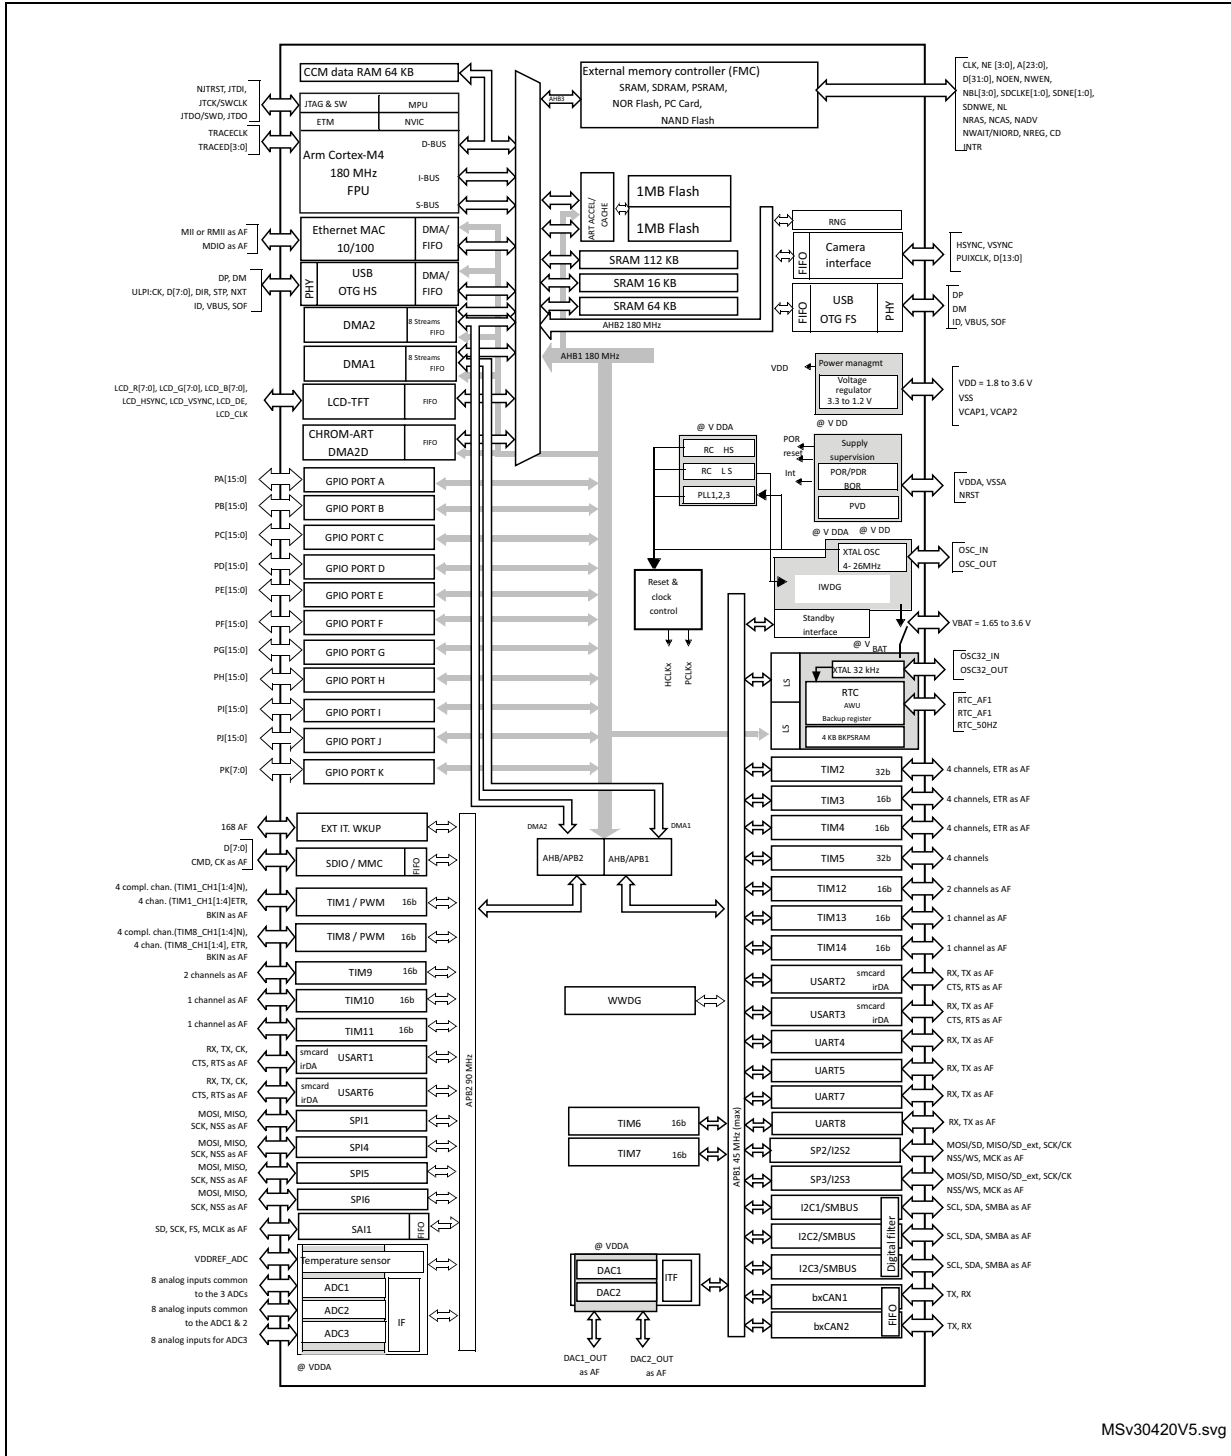 CCM data RAM 64 KB
External memory controller (FMC)
SRAM, SDRAM, PSRAM,
NOR Flash, PC Card,
NAND Flash
AHB3
CLK, NE [3:0], A[23:0],
D[31:0], NOEN, NWEN,
NBL[3:0], SDCLKE[1:0], SDNE[1:0],
SDNWE, NL
NRAS, NCAS, NADV
NWAIT/NIORD, NREG, CD
INTR
NJTRST, JTDI,
JTCK/SWCLK
JTDO/SWD, JTDO
TRACECLK
TRACED[3:0]
JTAG & SW
MPU
ETM
NVIC
Arm Cortex-M4
180 MHz
FPU
D-BUS
I-BUS
S-BUS
ART ACCEL/
CACHE
1MB Flash
1MB Flash
SRAM 112 KB
SRAM 16 KB
SRAM 64 KB
AHB2 180 MHz
AHB1 180 MHz
MII or RMII as AF
MDIO as AF
Ethernet MAC
10/100
DMA/
FIFO
DP, DM
ULPI:CK, D[7:0], DIR, STP, NXT
ID, VBUS, SOF
PHY
USB
OTG HS
DMA/
FIFO
DMA2
8 Streams
FIFO
DMA1
8 Streams
FIFO
LCD_R[7:0], LCD_G[7:0], LCD_B[7:0],
LCD_HSYNC, LCD_VSYNC, LCD_DE,
LCD_CLK
LCD-TFT
FIFO
CHROM-ART
DMA2D
FIFO
RNG
FIFO
Camera
interface
HSYNC, VSYNC
PUIXCLK, D[13:0]
FIFO
USB
OTG FS
PHY
DP
DM
ID, VBUS, SOF
VDD
Power managmt
Voltage
regulator
3.3 to 1.2 V
VDD = 1.8 to 3.6 V
VSS
VCAP1, VCAP2
@ V DD
@ V DDA
RC HS
RC L S
PLL1,2,3
POR
reset
Int
Supply
supervision
POR/PDR
BOR
PVD
VDDA, VSSA
NRST
@ V DDA
@ V DD
XTAL OSC
4- 26MHz
OSC_IN
OSC_OUT
IWDG
Reset &
clock
control
HCLKx
PCLKx
Standby
interface
VBAT = 1.65 to 3.6 V
@ V BAT
LS
LS
XTAL 32 kHz
OSC32_IN
OSC32_OUT
RTC
AWU
Backup register
4 KB BKPSRAM
RTC_AF1
RTC_AF1
RTC_50HZ
PA[15:0]
GPIO PORT A
PB[15:0]
GPIO PORT B
PC[15:0]
GPIO PORT C
PD[15:0]
GPIO PORT D
PE[15:0]
GPIO PORT E
PF[15:0]
GPIO PORT F
PG[15:0]
GPIO PORT G
PH[15:0]
GPIO PORT H
PI[15:0]
GPIO PORT I
PJ[15:0]
GPIO PORT J
PK[7:0]
GPIO PORT K
DMA2
DMA1
AHB/APB2
AHB/APB1
168 AF
EXT IT. WKUP
D[7:0]
CMD, CK as AF
SDIO / MMC
FIFO
4 compl. chan. (TIM1_CH1[1:4]N),
4 chan. (TIM1_CH1[1:4]ETR,
BKIN as AF
TIM1 / PWM
16b
4 compl. chan.(TIM8_CH1[1:4]N),
4 chan. (TIM8_CH1[1:4], ETR,
BKIN as AF
TIM8 / PWM
16b
2 channels as AF
TIM9
16b
1 channel as AF
TIM10
16b
1 channel as AF
TIM11
16b
RX, TX, CK,
CTS, RTS as AF
smcard
irDA
USART1
RX, TX, CK,
CTS, RTS as AF
smcard
irDA
USART6
MOSI, MISO,
SCK, NSS as AF
SPI1
MOSI, MISO,
SCK, NSS as AF
SPI4
MOSI, MISO,
SCK, NSS as AF
SPI5
MOSI, MISO,
SCK, NSS as AF
SPI6
SD, SCK, FS, MCLK as AF
SAI1
FIFO
VDDREF_ADC
Temperature sensor
8 analog inputs common
to the 3 ADCs
ADC1
8 analog inputs common
to the ADC1 & 2
ADC2
8 analog inputs for ADC3
ADC3
IF
@ VDDA
APB2 90 MHz
WWDG
TIM6
16b
TIM7
16b
@ VDDA
DAC1
DAC2
ITF
DAC1_OUT
as AF
DAC2_OUT
as AF
APB1 45 MHz (max)
TIM2
32b
4 channels, ETR as AF
TIM3
16b
4 channels, ETR as AF
TIM4
16b
4 channels, ETR as AF
TIM5
32b
4 channels
TIM12
16b
2 channels as AF
TIM13
16b
1 channel as AF
TIM14
16b
1 channel as AF
USART2
smcard
irDA
RX, TX as AF
CTS, RTS as AF
USART3
smcard
irDA
RX, TX as AF
CTS, RTS as AF
UART4
RX, TX as AF
UART5
RX, TX as AF
UART7
RX, TX as AF
UART8
RX, TX as AF
SP2/I2S2
MOSI/SD, MISO/SD_ext, SCK/CK
NSS/WS, MCK as AF
SP3/I2S3
MOSI/SD, MISO/SD_ext, SCK/CK
NSS/WS, MCK as AF
I2C1/SMBUS
SCL, SDA, SMBA as AF
I2C2/SMBUS
SCL, SDA, SMBA as AF
I2C3/SMBUS
SCL, SDA, SMBA as AF
Digital filter
bxCAN1
TX, RX
bxCAN2
TX, RX
FIFO
MSv30420V5.svg